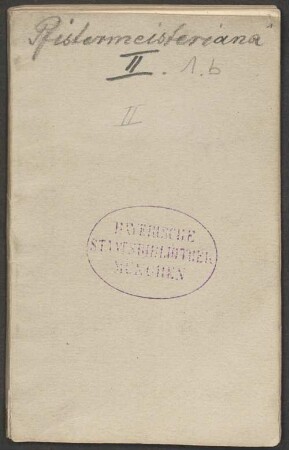 Pfistermeisteriana
II. 1.b
II
BAYERISCHE
STAATSBIBLIOTHEK
MÜNCHEN